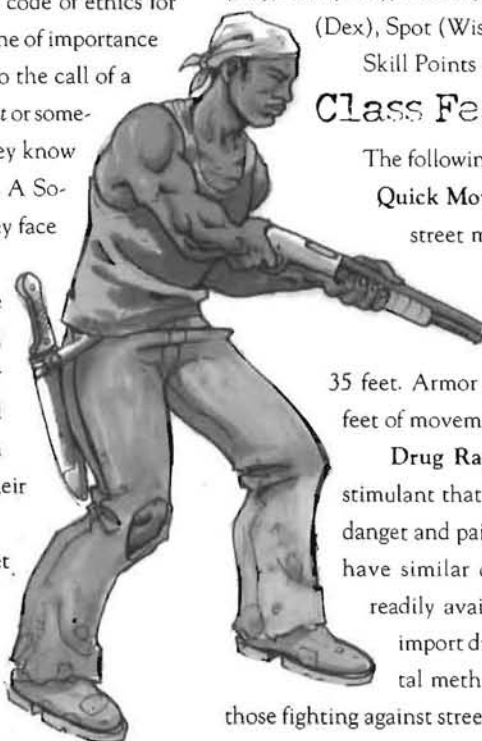 code of ethics for
ne of importance
o the call of a
t or some-
ey know
A So-
ey face
eir
et
(Dex), Spot (Wis
Skill Points
Class Fe
The following
Quick Mov
street m
35 feet. Armor
feet of movem
Drug Ra
stimulant that
danget and pai
have similar c
readily avai
import d
tal meth
those fighting against stree